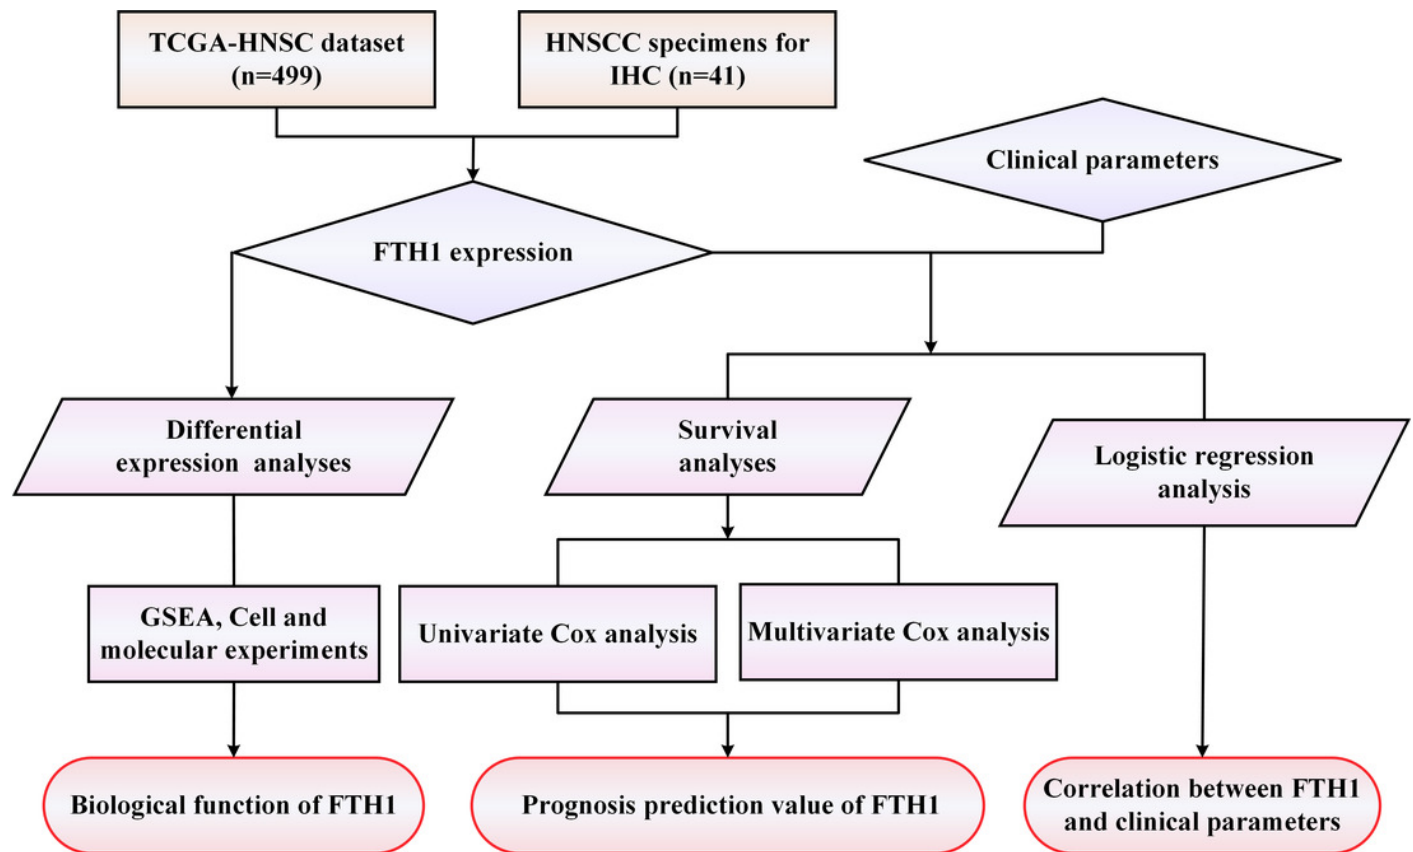 TCGA-HNSC dataset
(n=499)
HNSCC specimens for
IHC (n=41)
Clinical parameters
FTH1 expression
Differential
expression analyses
Survival
analyses
Logistic regression
analysis
GSEA, Cell and
molecular experiments
Univariate Cox analysis
Multivariate Cox analysis
Biological function of FTH1
Prognosis prediction value of FTH1
Correlation between FTH1
and clinical parameters